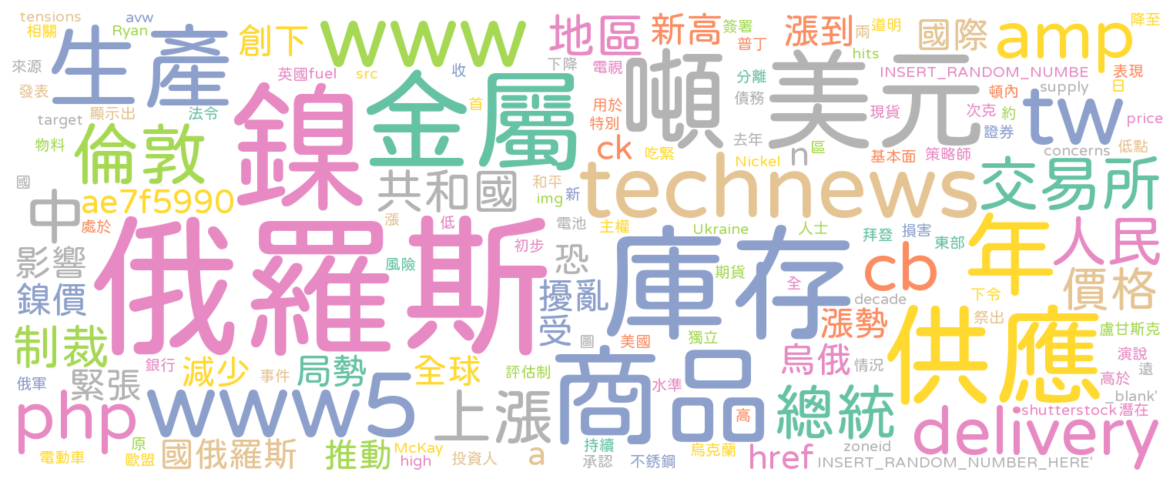 tensions
avw
相關
Ryan
生產
創下
www
地區
新高
簽署
普丁
漲到
兩
道明
國際
amp
降至
來源
英國fuel
src
收
下降
電視
噸
美元
分離
hits
INSERT_RANDOM_NUMBE
表現
發表
顯示出
法令
鎳
金屬
首
用於
特別
債務
現貨
頓內
supply
日
target
物料
倫敦
ck
去年
次克
約
證券
tw
price
吃緊
Nickel
n
區
基本面
策略師
concerns
低點
國
中
ae7f5990
共和國
和平
新
img
technews
交易所
處於
俄羅斯
漲
低
電池
主權
Ukraine
人士
拜登
損害
東部
年
人民
影響
風險
初步
恐
庫存
期貨
全
cb
價格
鎳價
擾亂
decade
下令
祭出
受
圖
美國
獨立
漲勢
供應
盧甘斯克
制裁
銀行
減少
事件
局勢
全球
評估制
商品
水準
烏俄
情況
演說
遠
俄軍
緊張
www5
上漲
高
總統
高於
_blank'
php
原
歐盟
電動車
國俄羅斯
推動
McKay
high
投資人
a
持續
承認
不銹鋼
烏克蘭
href
zoneid
delivery
shutterstock
潛在
INSERT_RANDOM_NUMBER_HERE'